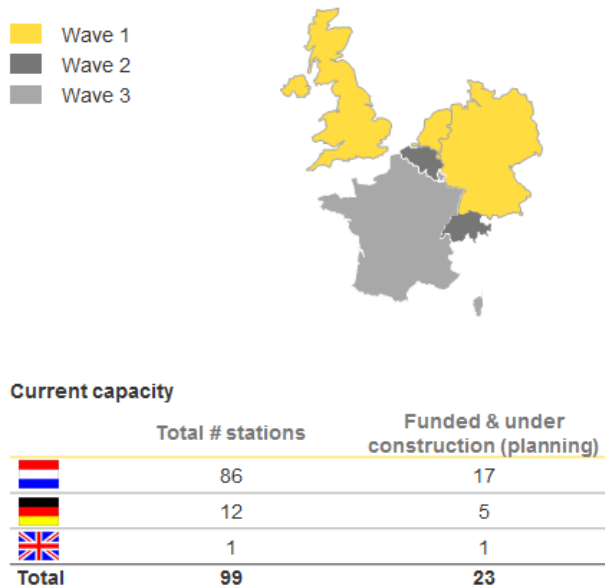 Wave 1
Wave 2
Wave 3
Current capacity
Total # stations
Funded & under
construction (planning)
86 17
12 5
1 1
Total 99 23